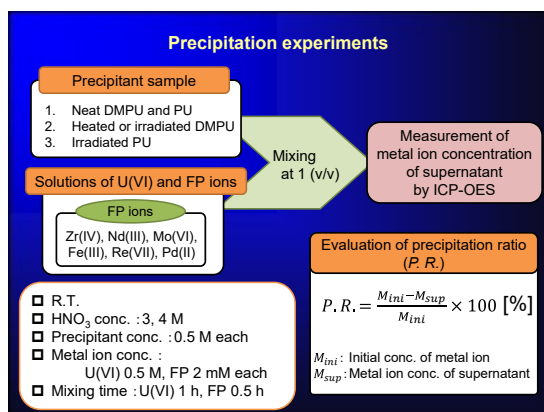 Precipitation experiments
Precipitant sample
1. Neat DMPU and PU
2. Heated or irradiated DMPU
3. Irradiated PU
Solutions of U(VI) and FP ions
FP ions
Zr(IV), Nd(III), Mo(VI),
Fe(III), Re(VII), Pd(II)
Mixing
at 1 (v/v)
Measurement of
metal ion concentration
of supernatant
by ICP-OES
R.T.
HNO₃ conc. : 3, 4 M
Precipitant conc. : 0.5 M each
Metal ion conc. :
U(VI) 0.5 M, FP 2 mM each
Mixing time : U(VI) 1 h, FP 0.5 h
Evaluation of precipitation ratio
(P. R.)
P. R. = (M_ini − M_sup) / M_ini × 100 [%]
M_ini : Initial conc. of metal ion
M_sup : Metal ion conc. of supernatant